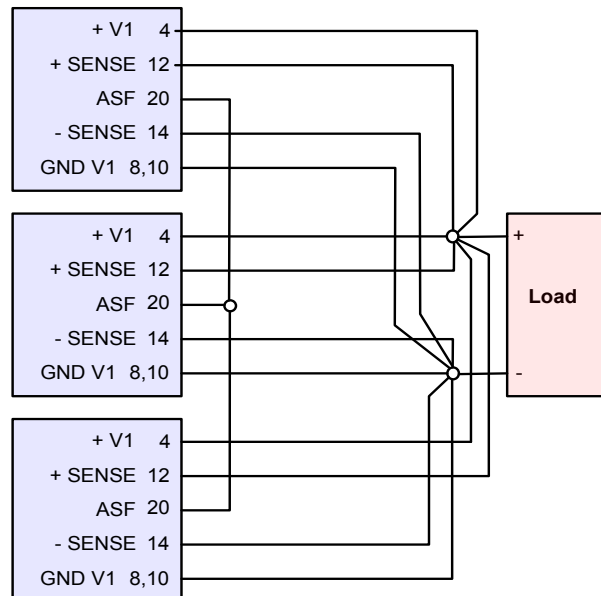 + V1 4
+ SENSE 12
ASF 20
- SENSE 14
GND V1 8,10
+ V1 4
+ SENSE 12
ASF 20
- SENSE 14
GND V1 8,10
+
Load
-
+ V1 4
+ SENSE 12
ASF 20
- SENSE 14
GND V1 8,10